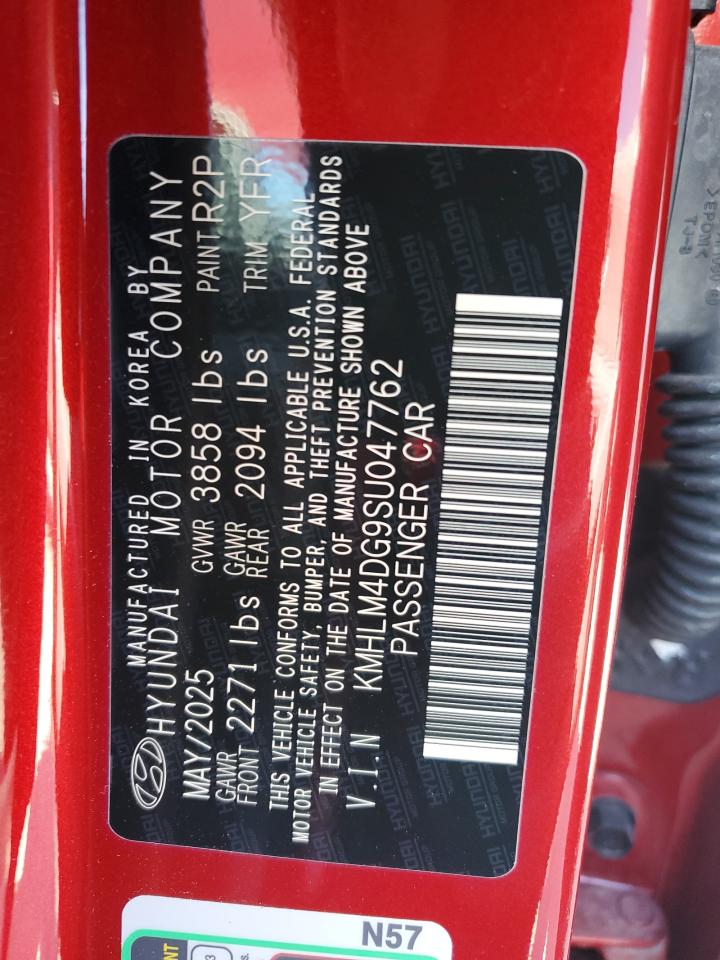 MANUFACTURED IN KOREA BY
HYUNDAI MOTOR COMPANY
MAY/2025 GVWR 3858 lbs PAINT R2P
GAWR FRONT 2271 lbs GAWR REAR 2094 lbs TRIM YFR
THIS VEHICLE CONFORMS TO ALL APPLICABLE U.S.A. FEDERAL
MOTOR VEHICLE SAFETY, BUMPER, AND THEFT PREVENTION STANDARDS
IN EFFECT ON THE DATE OF MANUFACTURE SHOWN ABOVE
V.I.N KMHLM4DG9SU047762
PASSENGER CAR
N57
>EPDM<
TJ-B